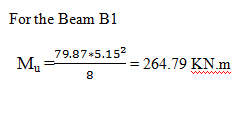 For the Beam B1
Mᵤ = 79.87*5.15² / 8 = 264.79 KN.m